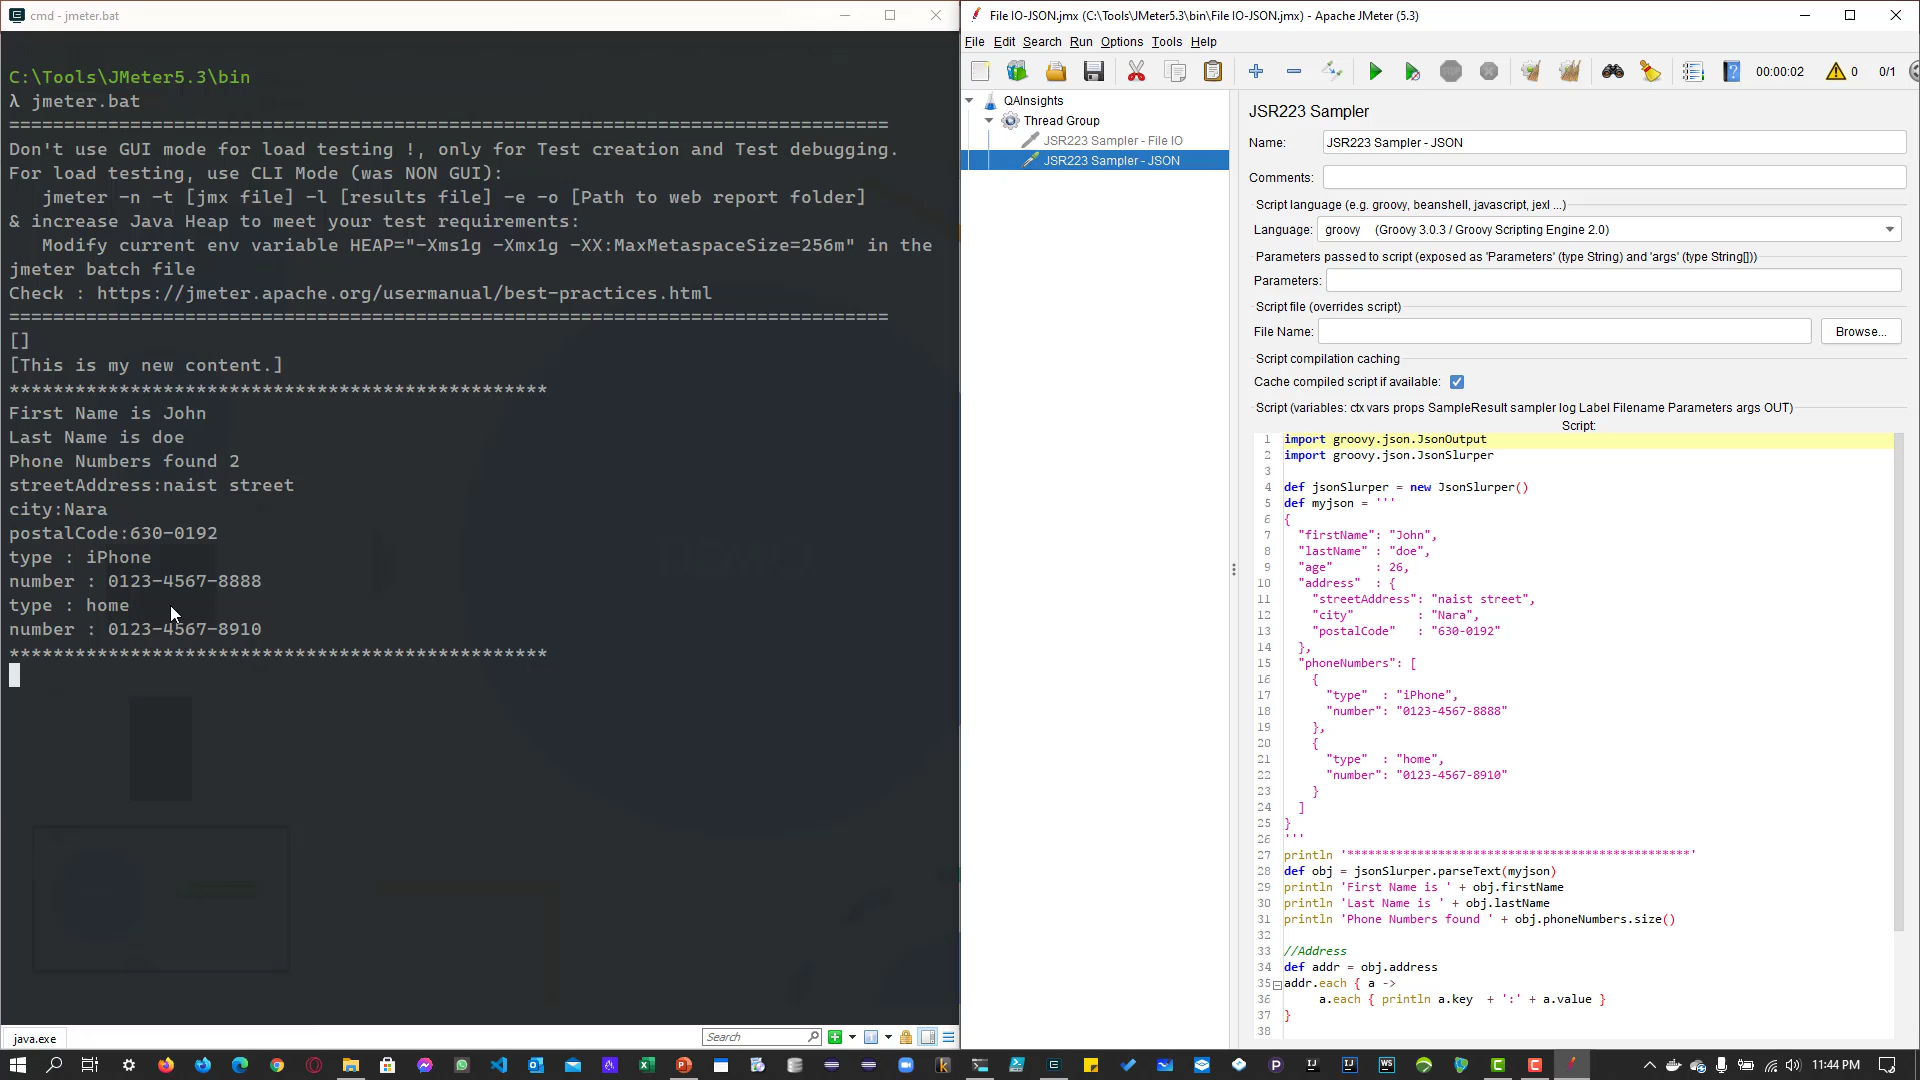 cmd - jmeter.bat
C:\Tools\JMeter5.3\bin
λ jmeter.bat
================================================================================
Don't use GUI mode for load testing !, only for Test creation and Test debugging.
For load testing, use CLI Mode (was NON GUI):
   jmeter -n -t [jmx file] -l [results file] -e -o [Path to web report folder]
& increase Java Heap to meet your test requirements:
   Modify current env variable HEAP="-Xms1g -Xmx1g -XX:MaxMetaspaceSize=256m" in the
jmeter batch file
Check : https://jmeter.apache.org/usermanual/best-practices.html
================================================================================
[]
[This is my new content.]
*************************************************
First Name is John
Last Name is doe
Phone Numbers found 2
streetAddress:naist street
city:Nara
postalCode:630-0192
type : iPhone
number : 0123-4567-8888
type : home
number : 0123-4567-8910
*************************************************
java.exe
Search
File IO-JSON.jmx (C:\Tools\JMeter5.3\bin\File IO-JSON.jmx) - Apache JMeter (5.3)
File Edit Search Run Options Tools Help
00:00:02 0 0/1
QAInsights
Thread Group
JSR223 Sampler - File IO
JSR223 Sampler - JSON
JSR223 Sampler
Name: JSR223 Sampler - JSON
Comments:
Script language (e.g. groovy, beanshell, javascript, jexl ...)
Language: groovy (Groovy 3.0.3 / Groovy Scripting Engine 2.0)
Parameters passed to script (exposed as 'Parameters' (type String) and 'args' (type String[]))
Parameters:
Script file (overrides script)
File Name: Browse...
Script compilation caching
Cache compiled script if available:
Script (variables: ctx vars props SampleResult sampler log Label Filename Parameters args OUT)
Script:
1 import groovy.json.JsonOutput
2 import groovy.json.JsonSlurper
3
4 def jsonSlurper = new JsonSlurper()
5 def myjson = '''
6 {
7   "firstName": "John",
8   "lastName" : "doe",
9   "age"      : 26,
10   "address"  : {
11     "streetAddress": "naist street",
12     "city"         : "Nara",
13     "postalCode"   : "630-0192"
14   },
15   "phoneNumbers": [
16     {
17       "type"  : "iPhone",
18       "number": "0123-4567-8888"
19     },
20     {
21       "type"  : "home",
22       "number": "0123-4567-8910"
23     }
24   ]
25 }
26 '''
27 println '*************************************************'
28 def obj = jsonSlurper.parseText(myjson)
29 println 'First Name is ' + obj.firstName
30 println 'Last Name is ' + obj.lastName
31 println 'Phone Numbers found ' + obj.phoneNumbers.size()
32
33 //Address
34 def addr = obj.address
35 addr.each { a ->
36      a.each { println a.key  + ':' + a.value }
37 }
38
11:44 PM